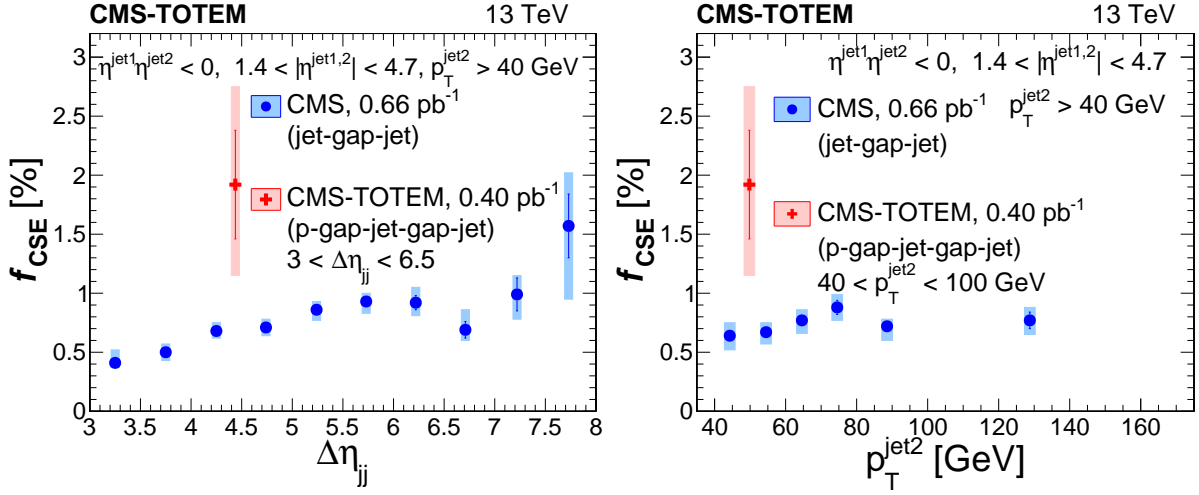 CMS-TOTEM 13 TeV
3
2.5
2
1.5
1
0.5
0
f_CSE [%]
η^jet1 η^jet2 < 0, 1.4 < |η^jet1,2| < 4.7, p_T^jet2 > 40 GeV
CMS, 0.66 pb^-1
(jet-gap-jet)
CMS-TOTEM, 0.40 pb^-1
(p-gap-jet-gap-jet)
3 < Δη_jj < 6.5
3 3.5 4 4.5 5 5.5 6 6.5 7 7.5 8
Δη_jj
CMS-TOTEM 13 TeV
3
2.5
2
1.5
1
0.5
0
f_CSE [%]
η^jet1 η^jet2 < 0, 1.4 < |η^jet1,2| < 4.7
CMS, 0.66 pb^-1 p_T^jet2 > 40 GeV
(jet-gap-jet)
CMS-TOTEM, 0.40 pb^-1
(p-gap-jet-gap-jet)
40 < p_T^jet2 < 100 GeV
40 60 80 100 120 140 160
p_T^jet2 [GeV]